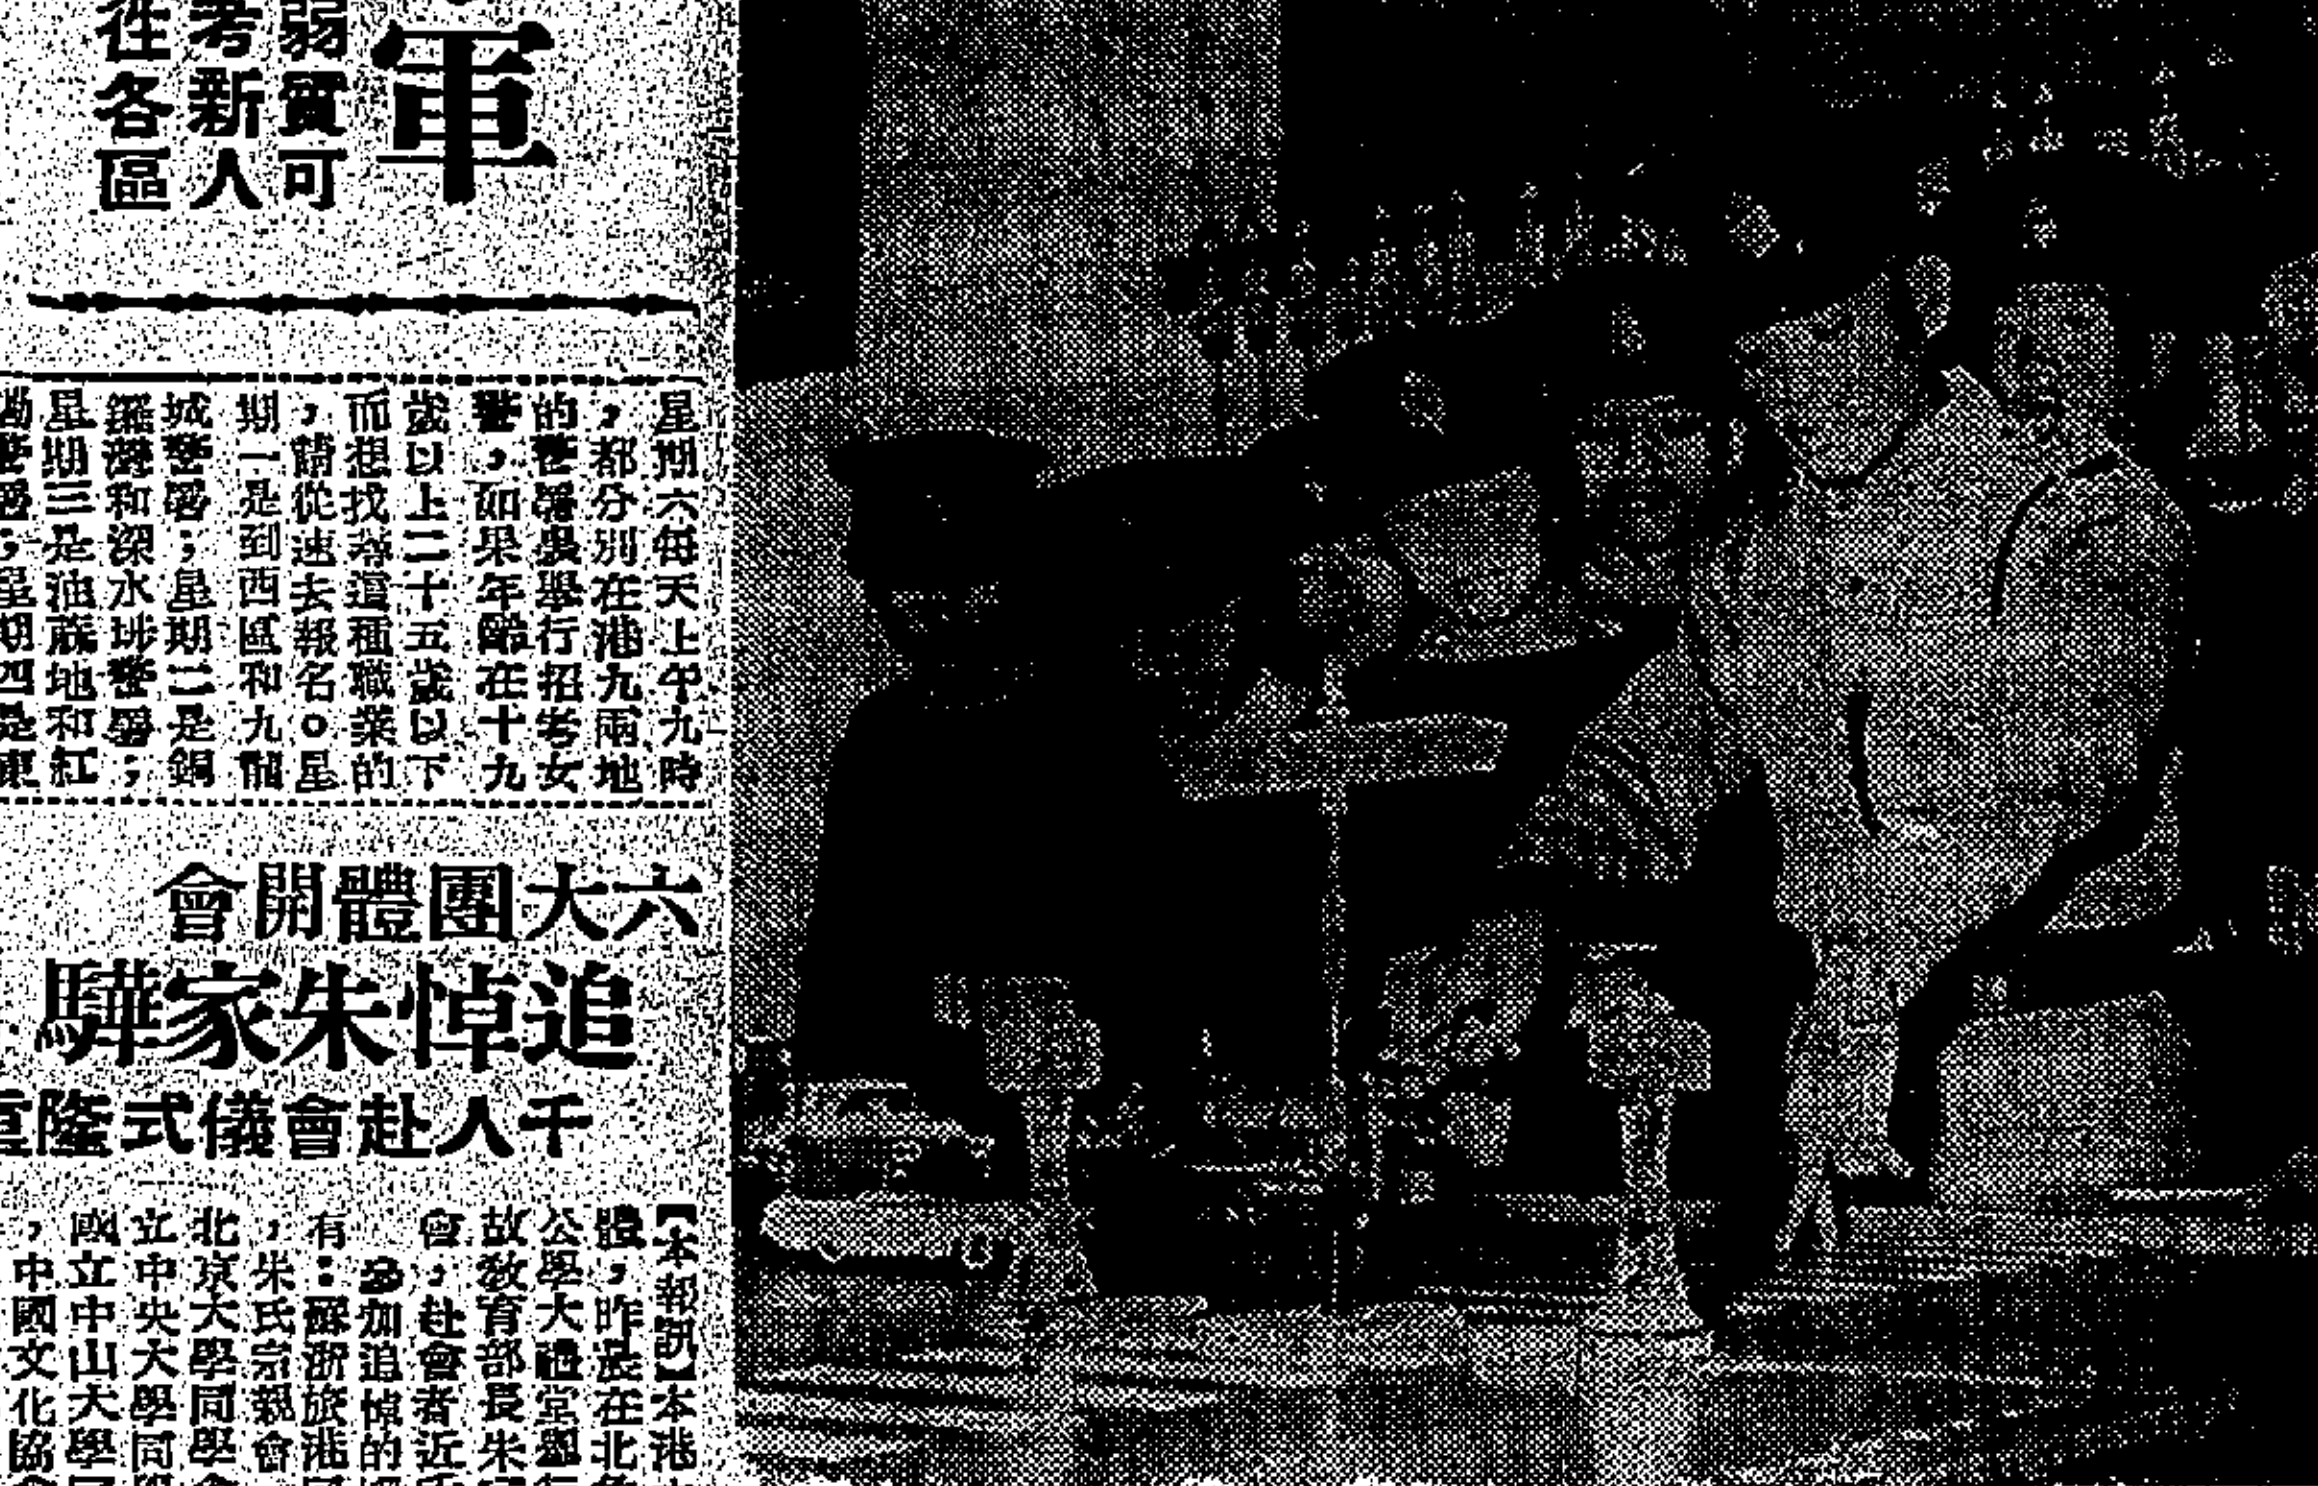 軍
弱質可
考新人
往各區
星期六每天上午九時
，都分別在港九兩地
的警署裏舉行招考女
警，如果年齡在十九
歲以上二十五歲以下
而想找着這種職業的
，請從速去報名。星
期一是到西區和九龍
城警署；星期二是銅
鑼灣和深水埗警署；
星期三是油蔴地和紅
磡警署；星期四是東
六大團體開會
追悼朱家驊
千人赴會儀式隆重
【本報訊】本港
體，昨晨在北
公學大禮堂
故敎育部長朱
會，赴會者近
參加追悼的
有：蘇浙旅港
，朱氏宗親會
北京大學同學
立中央大學同
國立中山大學
，中國文化協